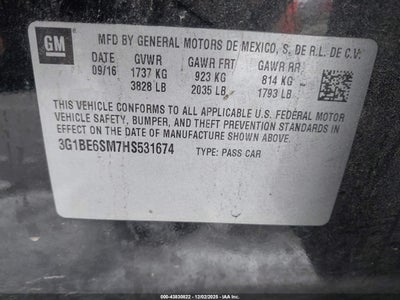 GM
MFD BY GENERAL MOTORS DE MEXICO, S. DE R.L. DE C.V.
DATE GVWR GAWR FRT GAWR RR
09/16 1737 KG 923 KG 814 KG
3828 LB 2035 LB 1793 LB
THIS VEHICLE CONFORMS TO ALL APPLICABLE U.S. FEDERAL MOTOR
VEHICLE SAFETY, BUMPER, AND THEFT PREVENTION STANDARDS IN
EFFECT ON THE DATE OF MANUFACTURE SHOWN ABOVE.
3G1BE6SM7HS531674 TYPE: PASS CAR
000-43830822 - 12/02/2025 - IAA, Inc.